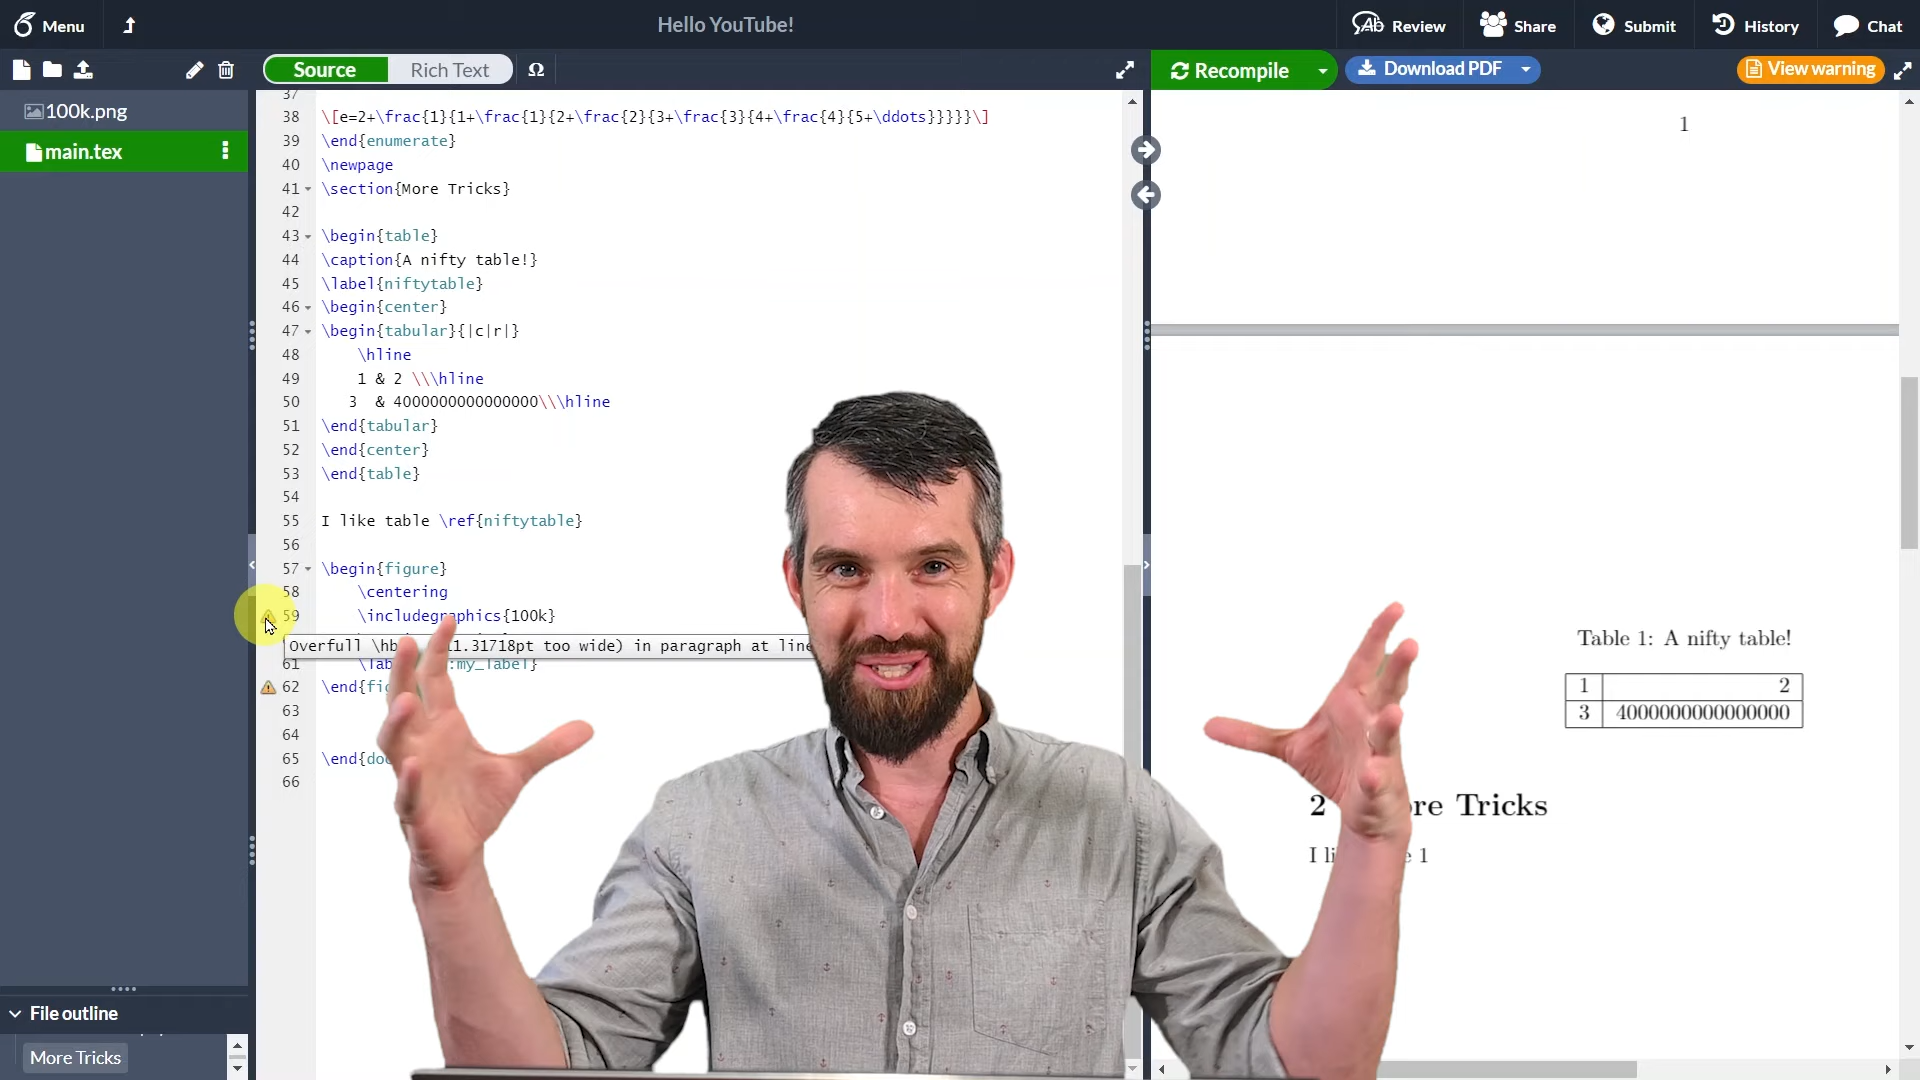 Menu
Hello YouTube!
Review
Share
Submit
History
Chat
Source
Rich Text
Ω
Recompile
Download PDF
View warning
100k.png
main.tex
37
38 \[e=2+\frac{1}{1+\frac{1}{2+\frac{2}{3+\frac{3}{4+\frac{4}{5+\ddots}}}}}\]
39 \end{enumerate}
40 \newpage
41 \section{More Tricks}
42
43 \begin{table}
44 \caption{A nifty table!}
45 \label{niftytable}
46 \begin{center}
47 \begin{tabular}{|c|r|}
48 \hline
49 1 & 2 \\\hline
50 3 & 4000000000000000\\\hline
51 \end{tabular}
52 \end{center}
53 \end{table}
54
55 I like table \ref{niftytable}
56
57 \begin{figure}
58 \centering
59 \includegraphics{100k}
Overfull \hb 11.31718pt too wide) in paragraph at line
61 \lab :my_label}
62 \end{fig
63
64
65 \end{doc
66
1
Table 1: A nifty table!
1 2
3 4000000000000000
2 ore Tricks
I li e 1
File outline
More Tricks